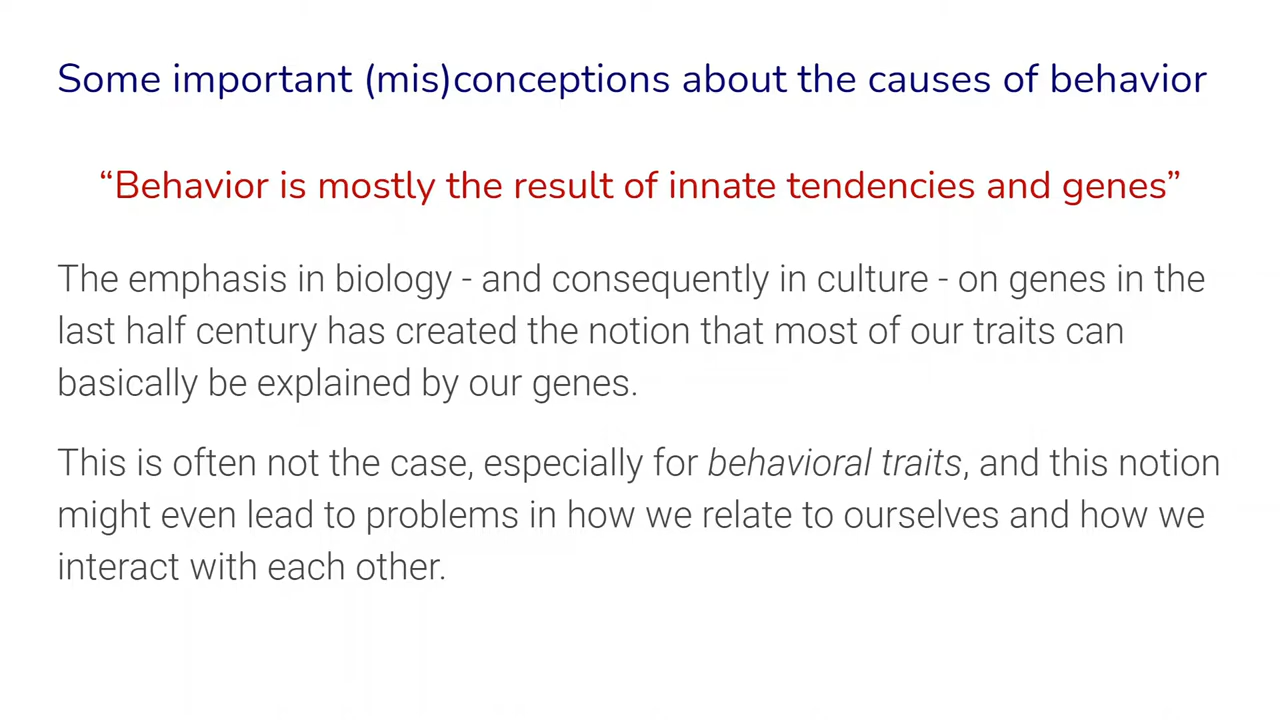 Some important (mis)conceptions about the causes of behavior
“Behavior is mostly the result of innate tendencies and genes”
The emphasis in biology - and consequently in culture - on genes in the
last half century has created the notion that most of our traits can
basically be explained by our genes.
This is often not the case, especially for behavioral traits, and this notion
might even lead to problems in how we relate to ourselves and how we
interact with each other.